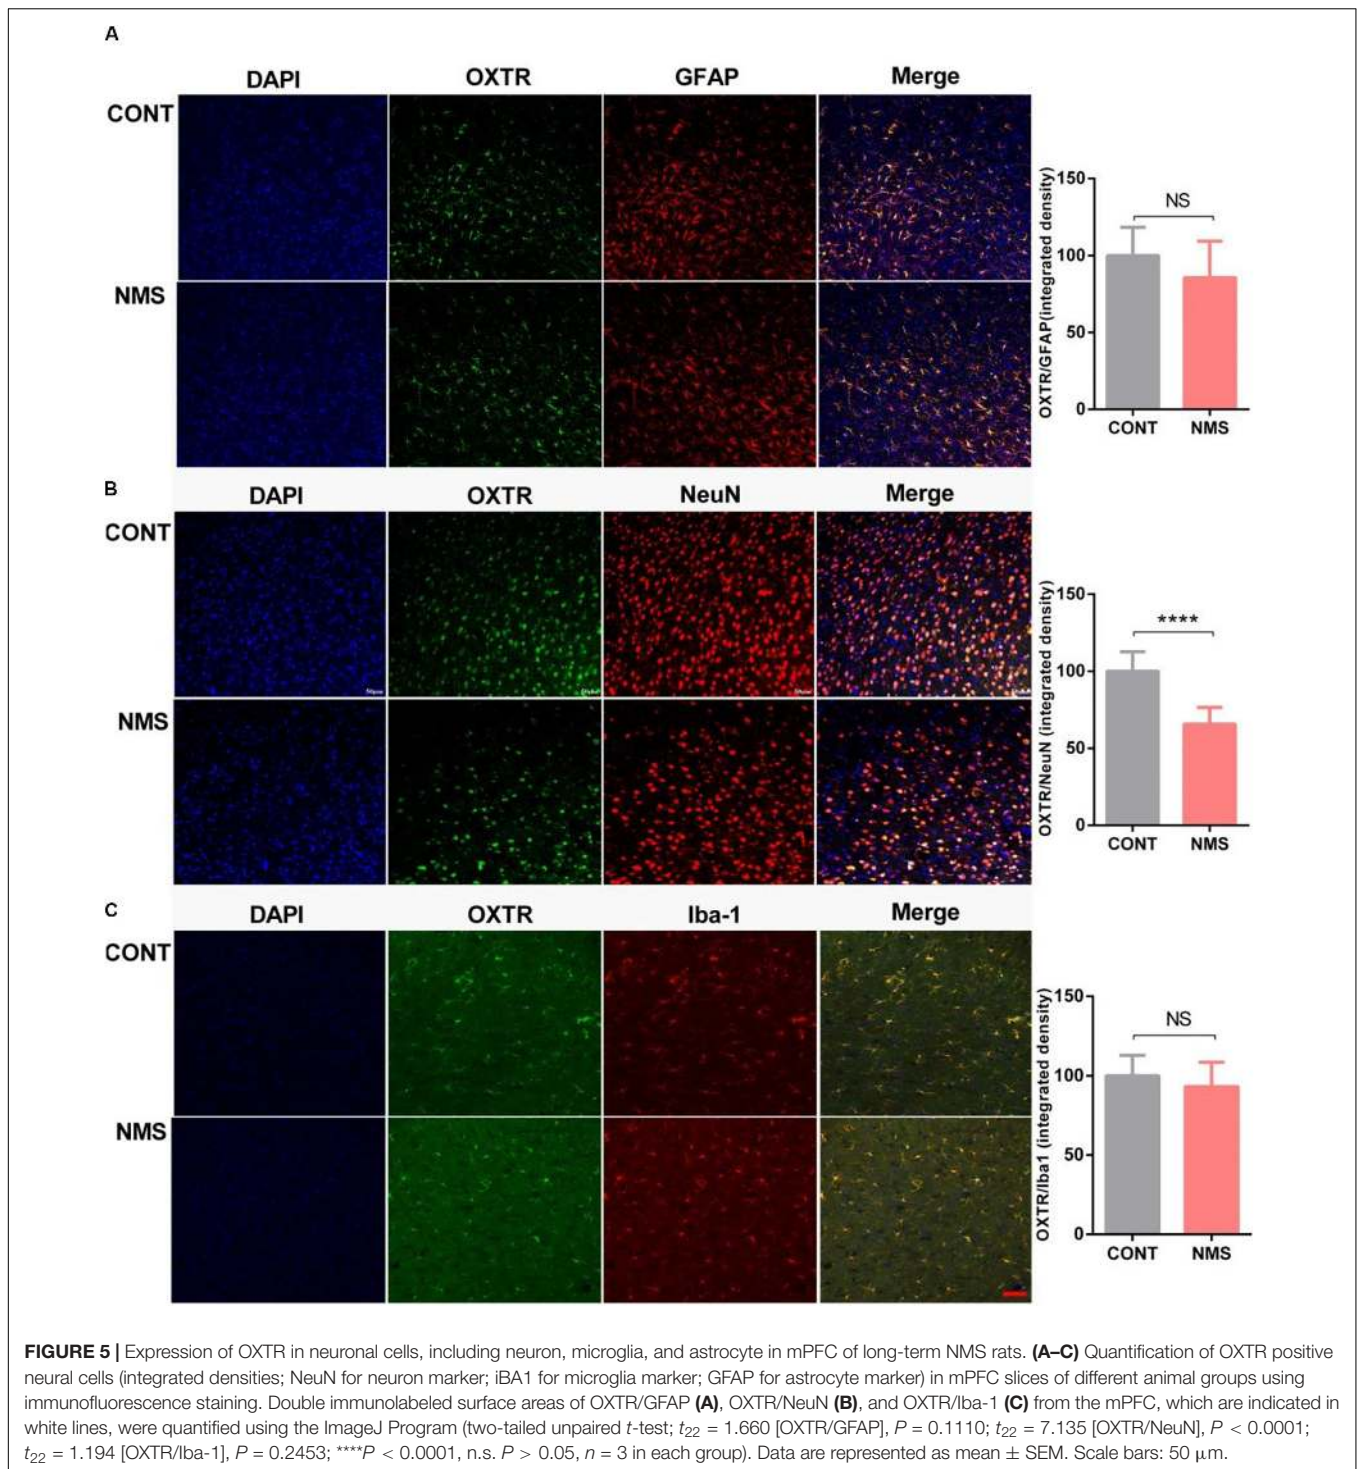 A
DAPI OXTR GFAP Merge
CONT
NMS
OXTR/GFAP(integrated density)
150
100
50
0
NS
CONT NMS
B
DAPI OXTR NeuN Merge
CONT
NMS
OXTR/NeuN (integrated density)
150
100
50
0
****
CONT NMS
C
DAPI OXTR Iba-1 Merge
CONT
NMS
OXTR/Iba1 (integrated density)
150
100
50
0
NS
CONT NMS
FIGURE 5 | Expression of OXTR in neuronal cells, including neuron, microglia, and astrocyte in mPFC of long-term NMS rats. (A–C) Quantification of OXTR positive
neural cells (integrated densities; NeuN for neuron marker; iBA1 for microglia marker; GFAP for astrocyte marker) in mPFC slices of different animal groups using
immunofluorescence staining. Double immunolabeled surface areas of OXTR/GFAP (A), OXTR/NeuN (B), and OXTR/Iba-1 (C) from the mPFC, which are indicated in
white lines, were quantified using the ImageJ Program (two-tailed unpaired t-test; t22 = 1.660 [OXTR/GFAP], P = 0.1110; t22 = 7.135 [OXTR/NeuN], P < 0.0001;
t22 = 1.194 [OXTR/Iba-1], P = 0.2453; ****P < 0.0001, n.s. P > 0.05, n = 3 in each group). Data are represented as mean ± SEM. Scale bars: 50 μm.